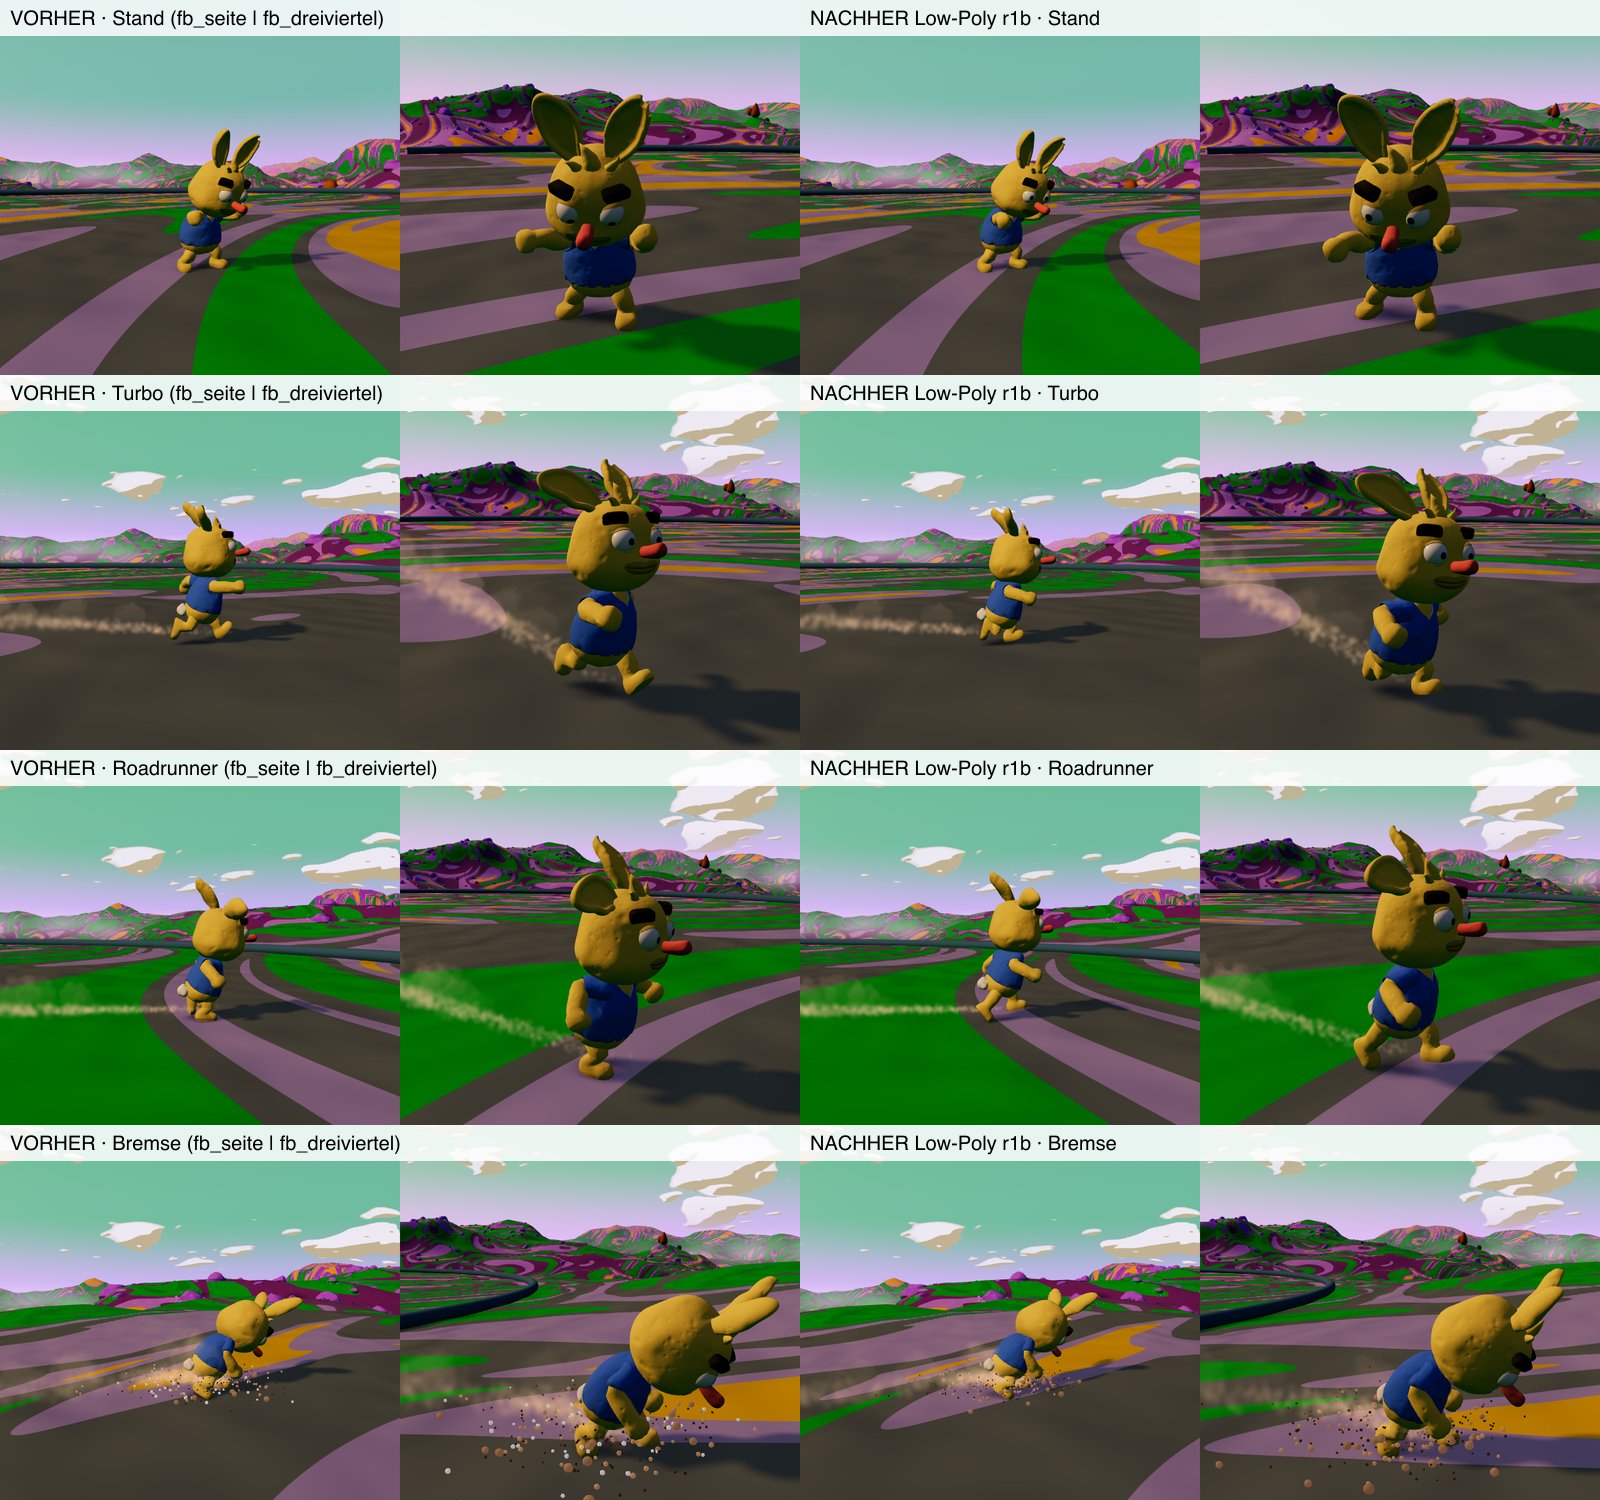 VORHER · Stand (fb_seite | fb_dreiviertel)
NACHHER Low-Poly r1b · Stand
VORHER · Turbo (fb_seite | fb_dreiviertel)
NACHHER Low-Poly r1b · Turbo
VORHER · Roadrunner (fb_seite | fb_dreiviertel)
NACHHER Low-Poly r1b · Roadrunner
VORHER · Bremse (fb_seite | fb_dreiviertel)
NACHHER Low-Poly r1b · Bremse